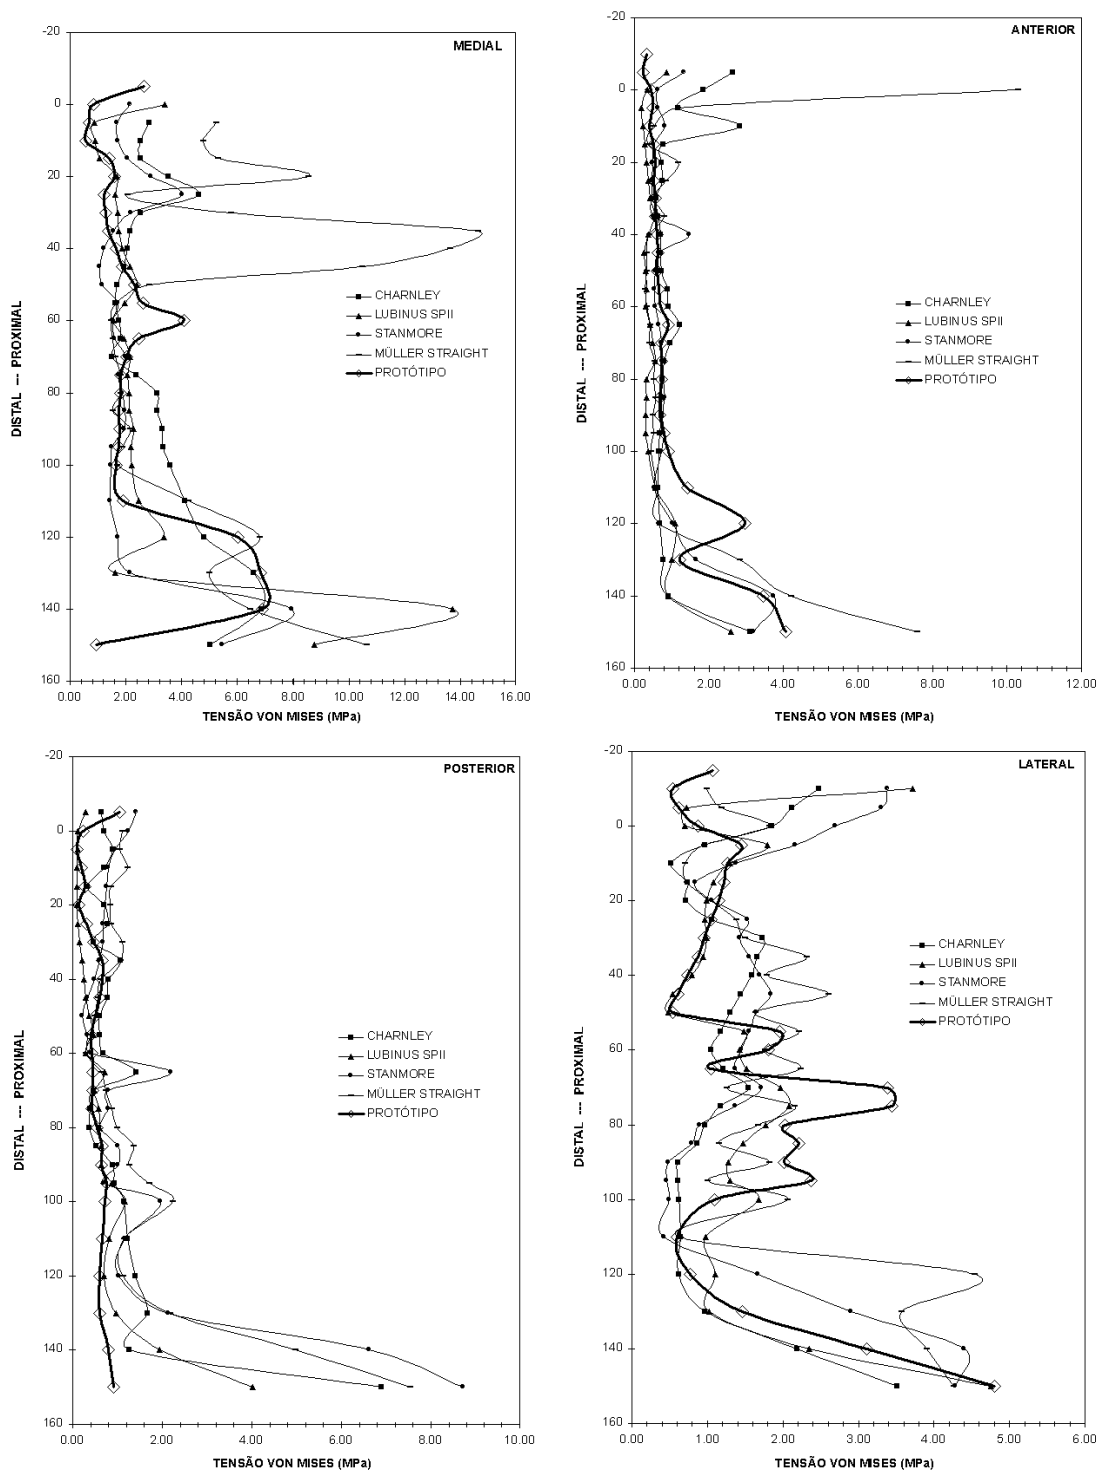 MEDIAL
-20
0
20
40
60
80
100
120
140
160
0.00 2.00 4.00 6.00 8.00 10.00 12.00 14.00 16.00
DISTAL --- PROXIMAL
TENSÃO VON MISES (MPa)
CHARNLEY
LUBINUS SPII
STANMORE
MÜLLER STRAIGHT
PROTÓTIPO
ANTERIOR
-20
0
20
40
60
80
100
120
140
160
0.00 2.00 4.00 6.00 8.00 10.00 12.00
DISTAL --- PROXIMAL
TENSÃO VON MISES (MPa)
CHARNLEY
LUBINUS SPII
STANMORE
MÜLLER STRAIGHT
PROTÓTIPO
POSTERIOR
-20
0
20
40
60
80
100
120
140
160
0.00 2.00 4.00 6.00 8.00 10.00
DISTAL --- PROXIMAL
TENSÃO VON MISES (MPa)
CHARNLEY
LUBINUS SPII
STANMORE
MÜLLER STRAIGHT
PROTÓTIPO
LATERAL
-20
0
20
40
60
80
100
120
140
160
0.00 1.00 2.00 3.00 4.00 5.00 6.00
DISTAL --- PROXIMAL
TENSÃO VON MISES (MPa)
CHARNLEY
LUBINUS SPII
STANMORE
MÜLLER STRAIGHT
PROTÓTIPO